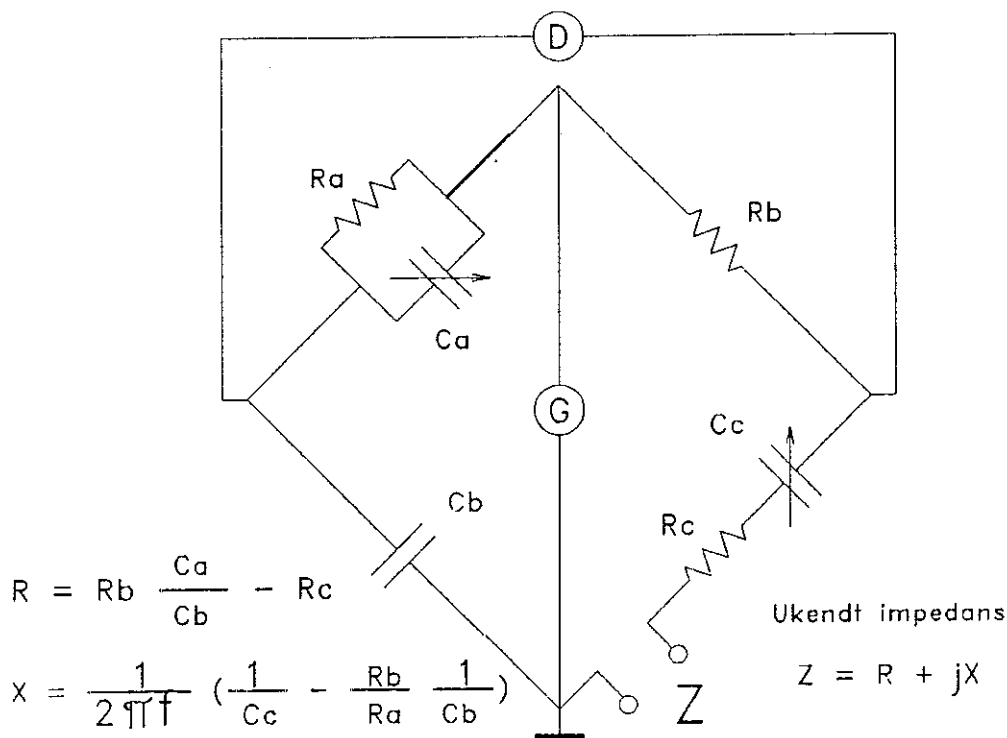 D
Ra
Rb
Ca
G
Cc
Cb
Rc
R = Rb Ca/Cb - Rc
Ukendt impedans
Z = R + jX
X = 1/2πf (1/Cc - Rb/Ra 1/Cb)
Z